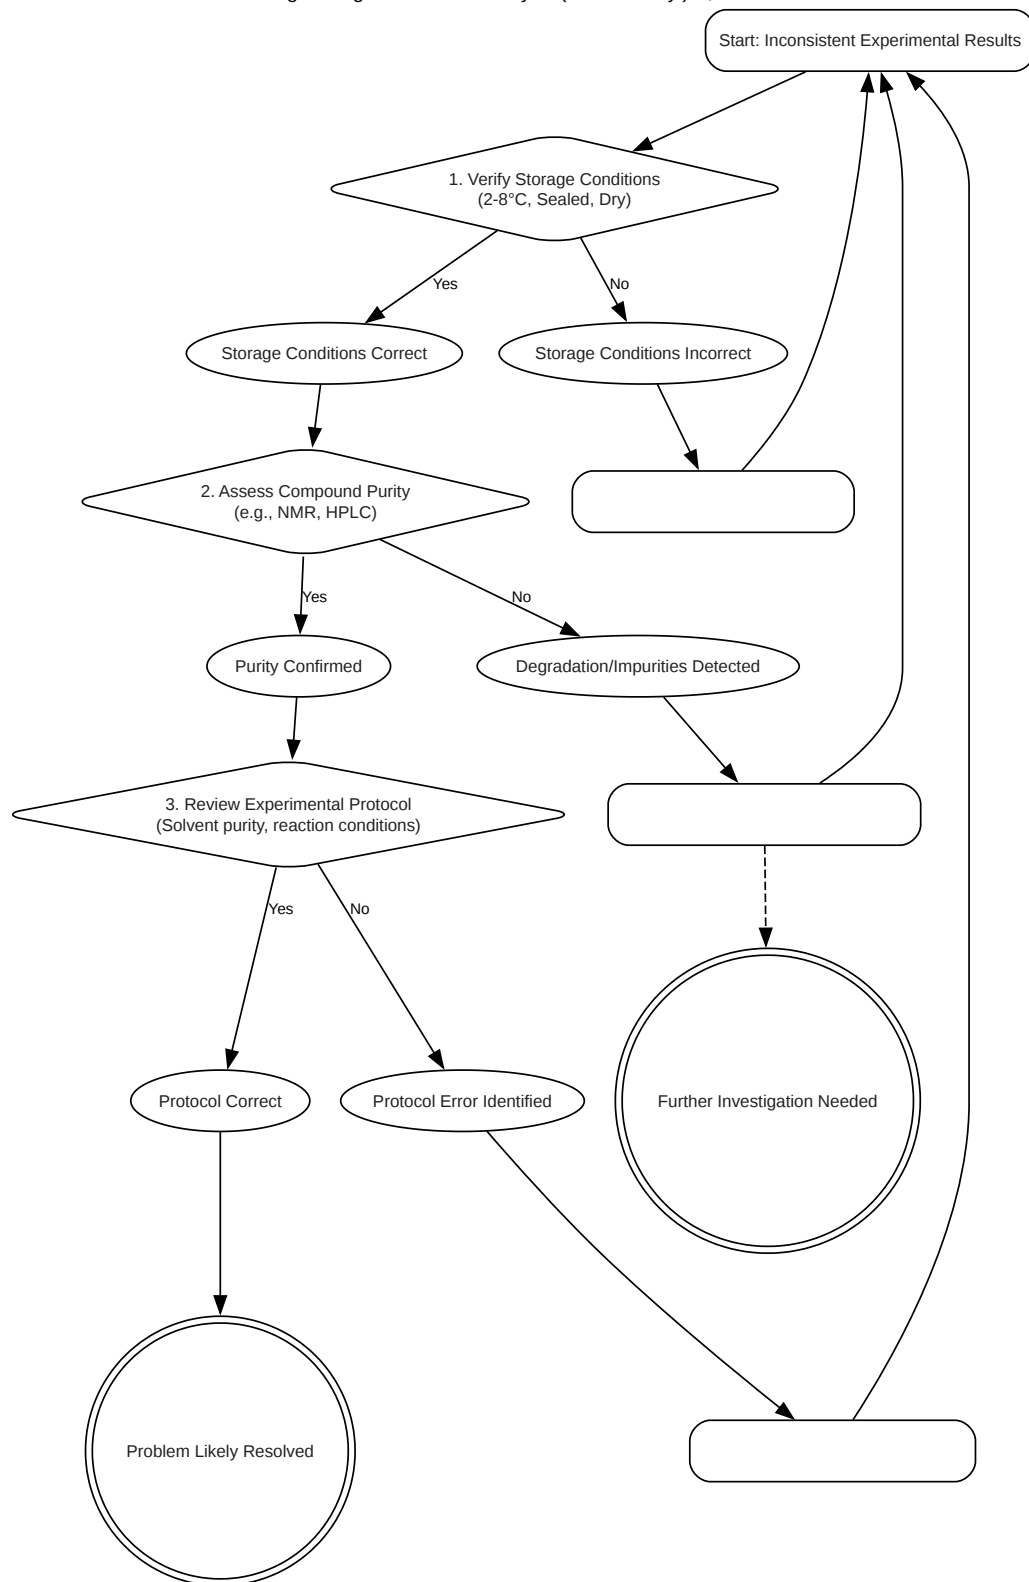 Start: Inconsistent Experimental Results
1. Verify Storage Conditions
(2-8°C, Sealed, Dry)
Yes
No
Storage Conditions Correct
Storage Conditions Incorrect
2. Assess Compound Purity
(e.g., NMR, HPLC)
Yes
No
Purity Confirmed
Degradation/Impurities Detected
3. Review Experimental Protocol
(Solvent purity, reaction conditions)
Yes
No
Protocol Correct
Protocol Error Identified
Further Investigation Needed
Problem Likely Resolved